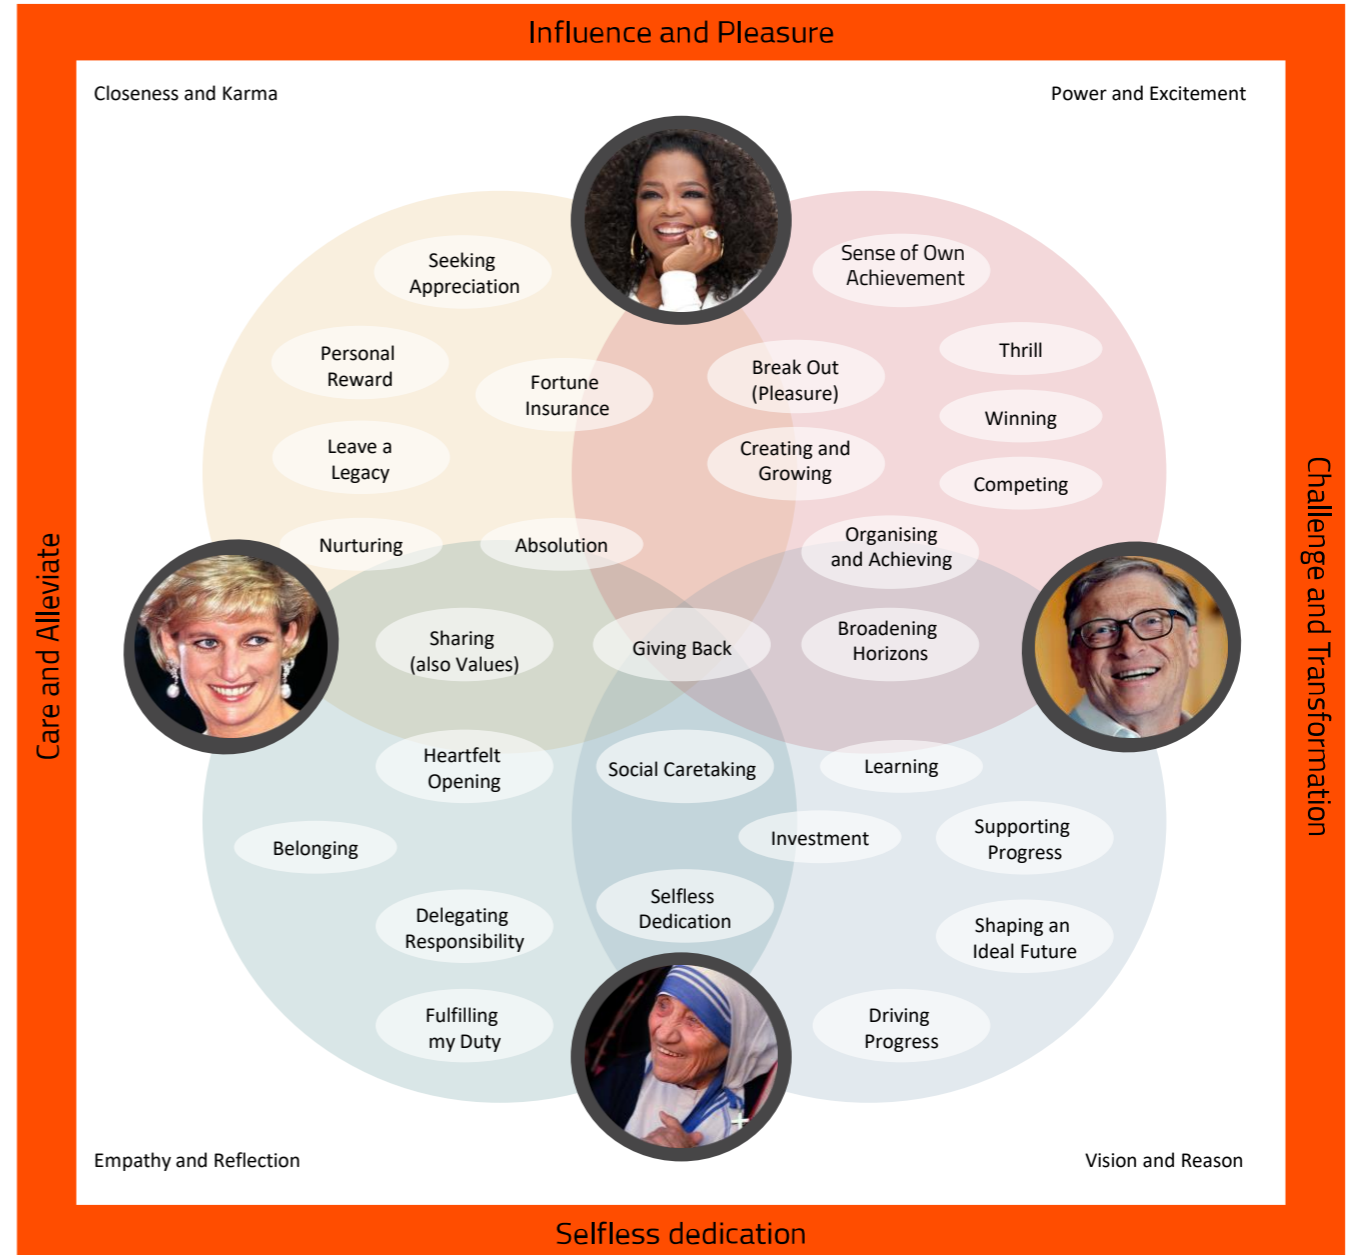 Influence and Pleasure
Closeness and Karma
Power and Excitement
Seeking
Appreciation
Sense of Own
Achievement
Personal
Reward
Fortune
Insurance
Break Out
(Pleasure)
Thrill
Winning
Leave a
Legacy
Creating and
Growing
Competing
Nurturing
Absolution
Organising
and Achieving
Care and Alleviate
Challenge and Transformation
Sharing
(also Values)
Giving Back
Broadening
Horizons
Heartfelt
Opening
Social Caretaking
Learning
Belonging
Investment
Supporting
Progress
Delegating
Responsibility
Selfless
Dedication
Shaping an
Ideal Future
Fulfilling
my Duty
Driving
Progress
Empathy and Reflection
Vision and Reason
Selfless dedication